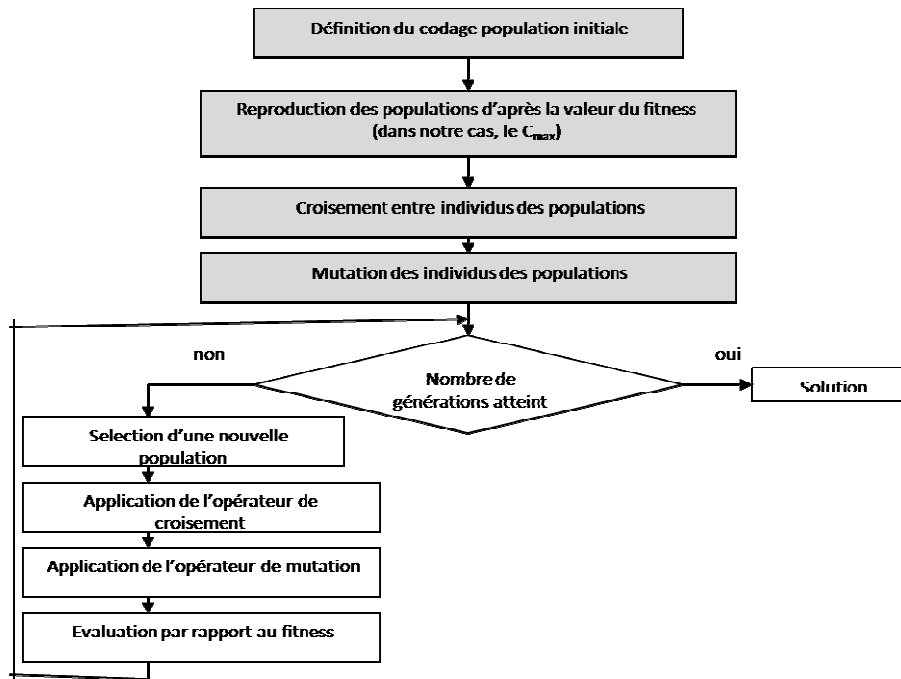 Définition du codage population initiale
Reproduction des populations d'après la valeur du fitness
(dans notre cas, le Cmax)
Croisement entre individus des populations
Mutation des individus des populations
non
oui
Nombre de
générations atteint
Solution
Selection d'une nouvelle
population
Application de l'opérateur de
croisement
Application de l'opérateur de mutation
Evaluation par rapport au fitness